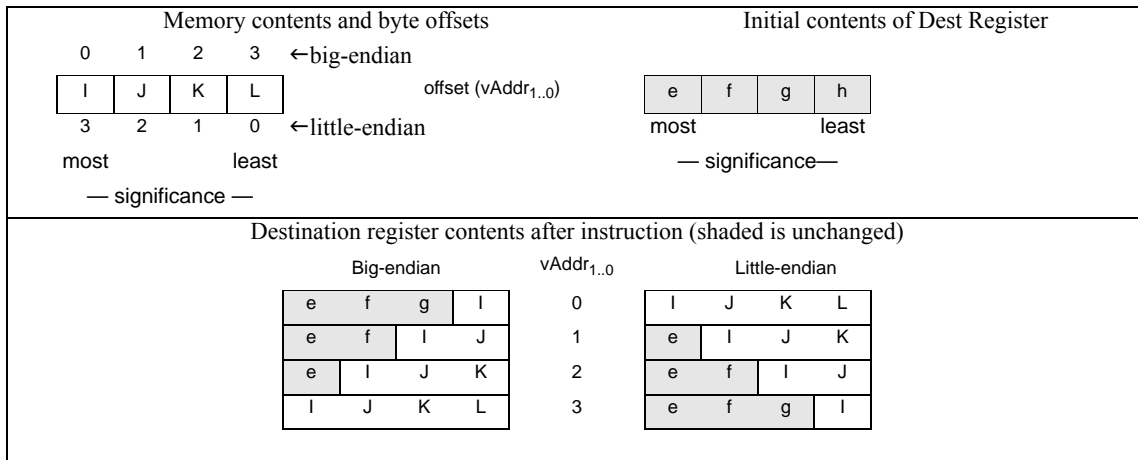 Memory contents and byte offsets
Initial contents of Dest Register
0 1 2 3 ←big-endian
I J K L offset (vAddr1..0) e f g h
3 2 1 0 ←little-endian most least
most least — significance—
— significance —
Destination register contents after instruction (shaded is unchanged)
Big-endian vAddr1..0 Little-endian
e f g I 0 I J K L
e f I J 1 e I J K
e I J K 2 e f I J
I J K L 3 e f g I